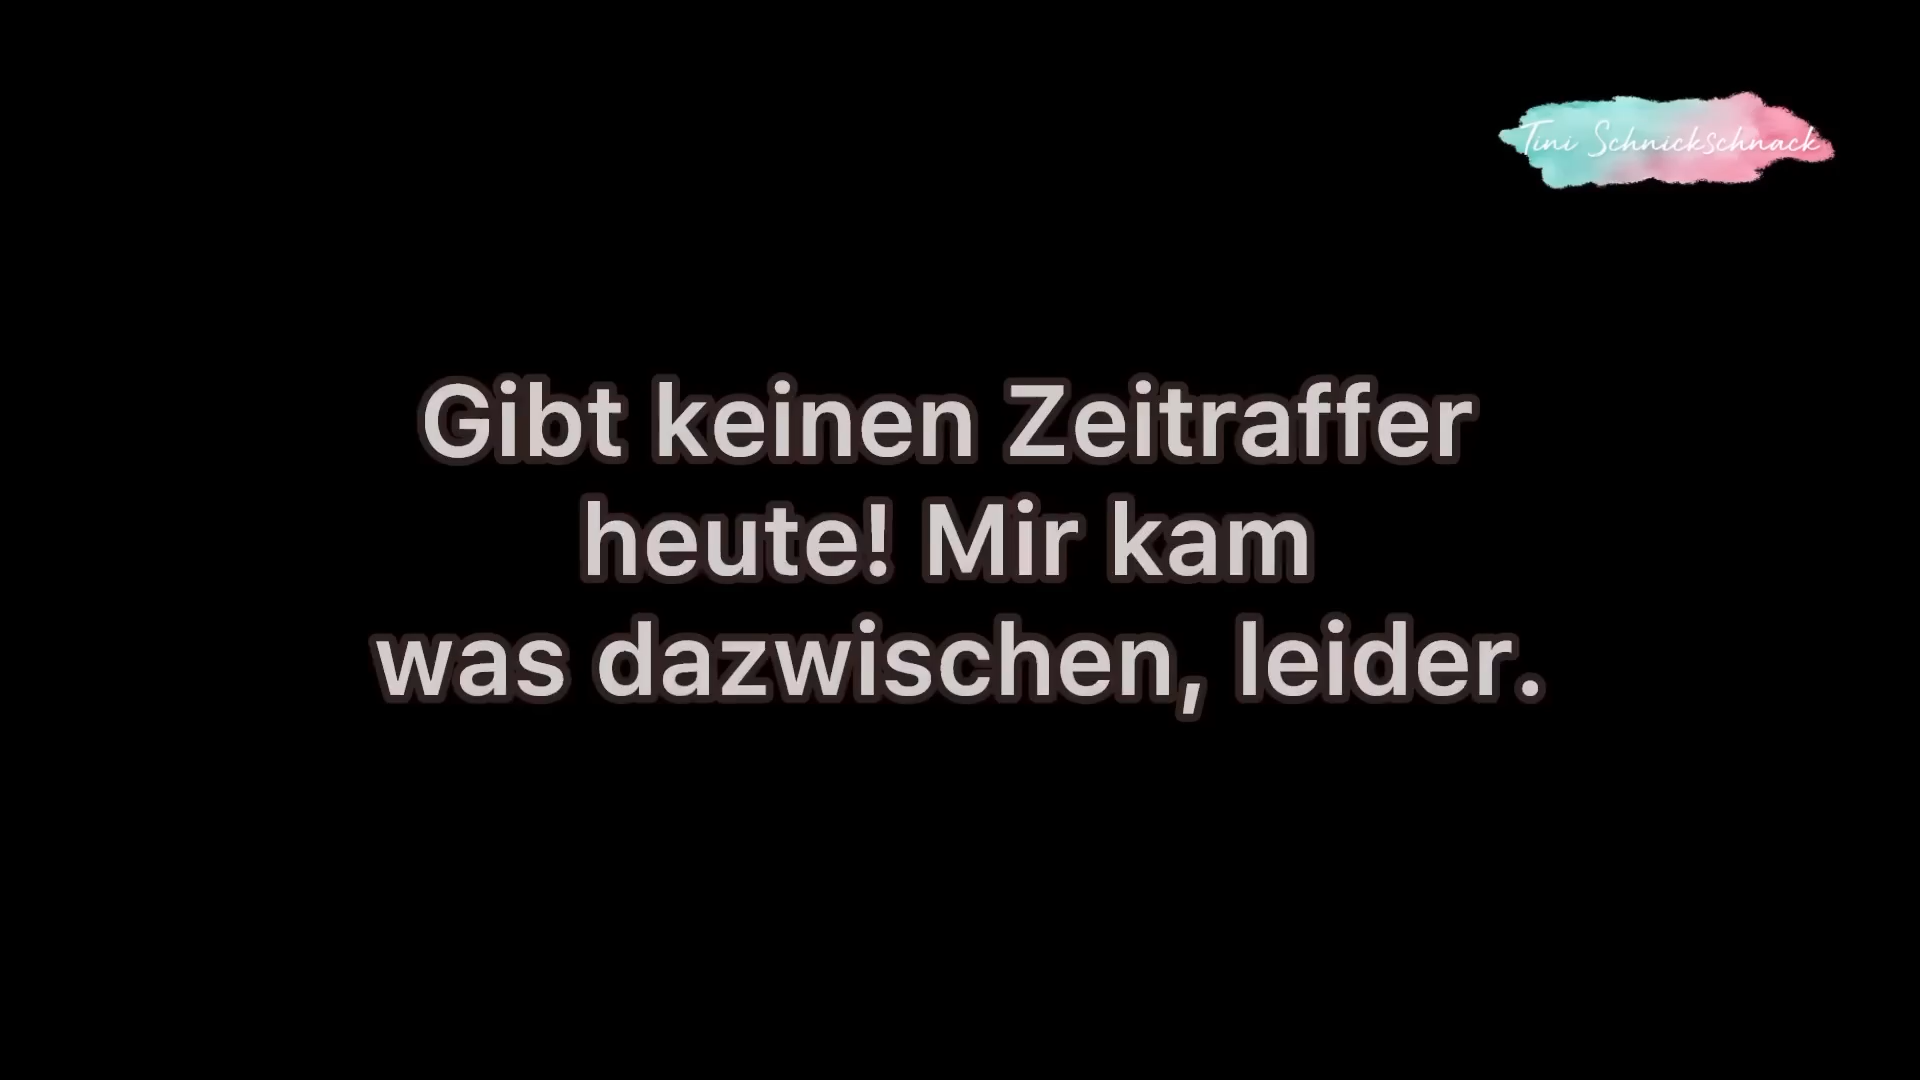 Tini Schnickschnack
Gibt keinen Zeitraffer
heute! Mir kam
was dazwischen, leider.